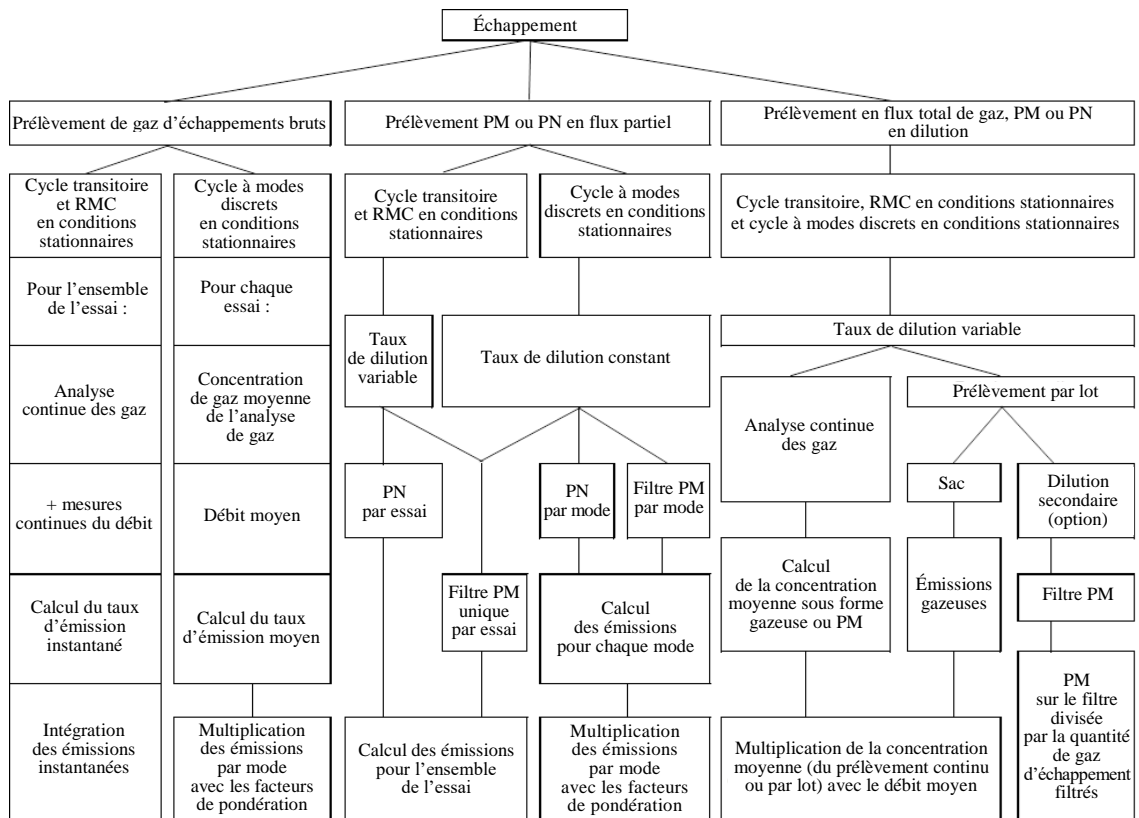 Échappement
Prélèvement de gaz d'échappements bruts
Prélèvement PM ou PN en flux partiel
Prélèvement en flux total de gaz, PM ou PN
en dilution
Cycle transitoire
et RMC
en conditions
stationnaires
Cycle à modes
discrets
en conditions
stationnaires
Cycle transitoire
et RMC en conditions
stationnaires
Cycle à modes
discrets en conditions
stationnaires
Cycle transitoire, RMC en conditions stationnaires
et cycle à modes discrets en conditions stationnaires
Pour l'ensemble
de l'essai :
Pour chaque
essai :
Taux
de dilution
variable
Taux de dilution constant
Taux de dilution variable
Analyse
continue des gaz
Concentration
de gaz moyenne
de l'analyse
de gaz
Analyse continue
des gaz
Prélèvement par lot
+ mesures
continues du débit
Débit moyen
PN
par essai
PN
par mode
Filtre PM
par mode
Sac
Dilution
secondaire
(option)
Calcul du taux
d'émission
instantané
Calcul du taux
d'émission moyen
Filtre PM
unique
par essai
Calcul
des émissions
pour chaque mode
Calcul
de la concentration
moyenne sous forme
gazeuse ou PM
Émissions
gazeuses
Filtre PM
Intégration
des émissions
instantanées
Multiplication
des émissions
par mode
avec les facteurs
de pondération
Calcul des émissions
pour l'ensemble
de l'essai
Multiplication
des émissions
par mode
avec les facteurs
de pondération
Multiplication de la concentration
moyenne (du prélèvement continu
ou par lot) avec le débit moyen
PM
sur le filtre
divisée
par la quantité
de gaz
d'échappement
filtrés